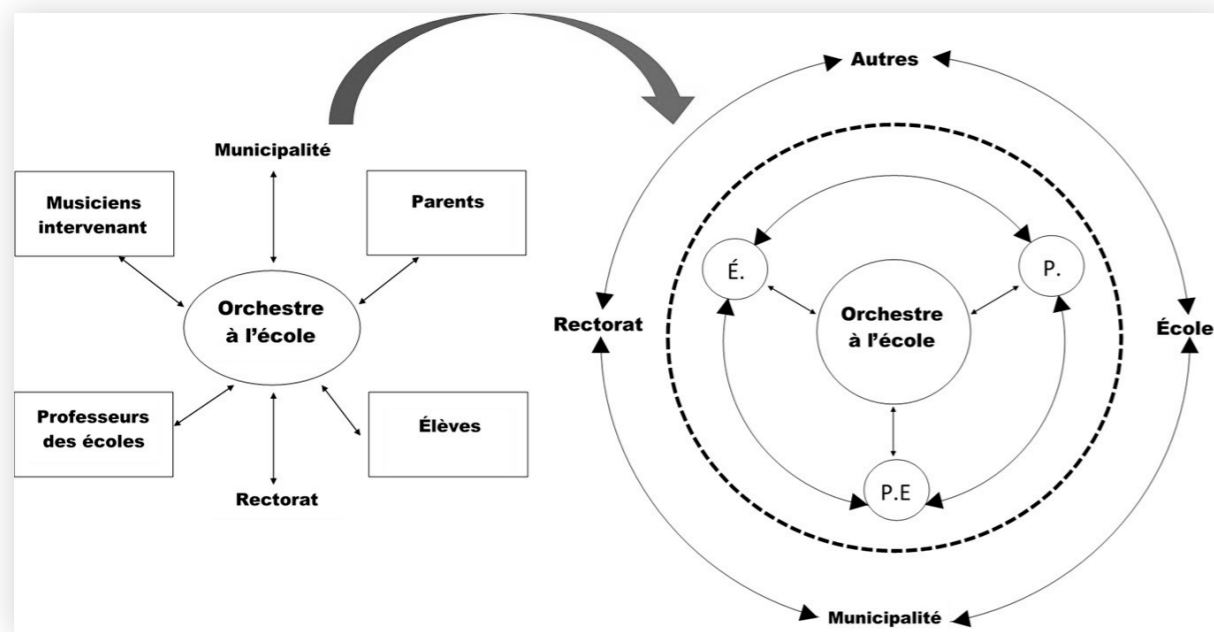 Municipalité
Musiciens
intervenant
Parents
Orchestre
à l'école
Professeurs
des écoles
Élèves
Rectorat
Autres
É.
P.
Orchestre
à l'école
Rectorat
École
P.E
Municipalité